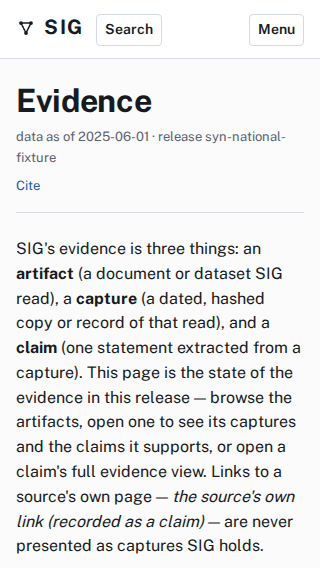 SIG Search Menu
Evidence
data as of 2025-06-01 · release syn-national-
fixture
Cite
SIG's evidence is three things: an
artifact (a document or dataset SIG
read), a capture (a dated, hashed
copy or record of that read), and a
claim (one statement extracted from a
capture). This page is the state of the
evidence in this release — browse the
artifacts, open one to see its captures
and the claims it supports, or open a
claim's full evidence view. Links to a
source's own page — the source's own
link (recorded as a claim) — are never
presented as captures SIG holds.